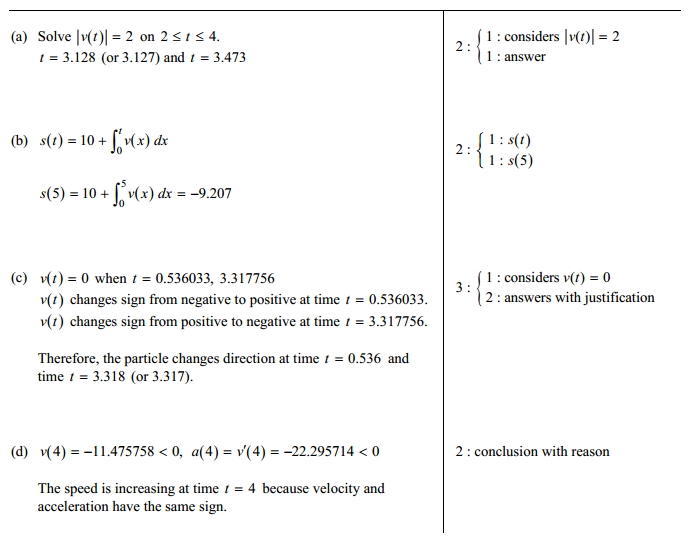 (a) Solve |v(t)| = 2 on 2 ≤ t ≤ 4.
t = 3.128 (or 3.127) and t = 3.473
2 : { 1 : considers |v(t)| = 2
1 : answer
(b) s(t) = 10 + ∫₀ᵗ v(x) dx
s(5) = 10 + ∫₀⁵ v(x) dx = −9.207
2 : { 1 : s(t)
1 : s(5)
(c) v(t) = 0 when t = 0.536033, 3.317756
v(t) changes sign from negative to positive at time t = 0.536033.
v(t) changes sign from positive to negative at time t = 3.317756.
Therefore, the particle changes direction at time t = 0.536 and
time t = 3.318 (or 3.317).
3 : { 1 : considers v(t) = 0
2 : answers with justification
(d) v(4) = −11.475758 < 0, a(4) = v′(4) = −22.295714 < 0
The speed is increasing at time t = 4 because velocity and
acceleration have the same sign.
2 : conclusion with reason